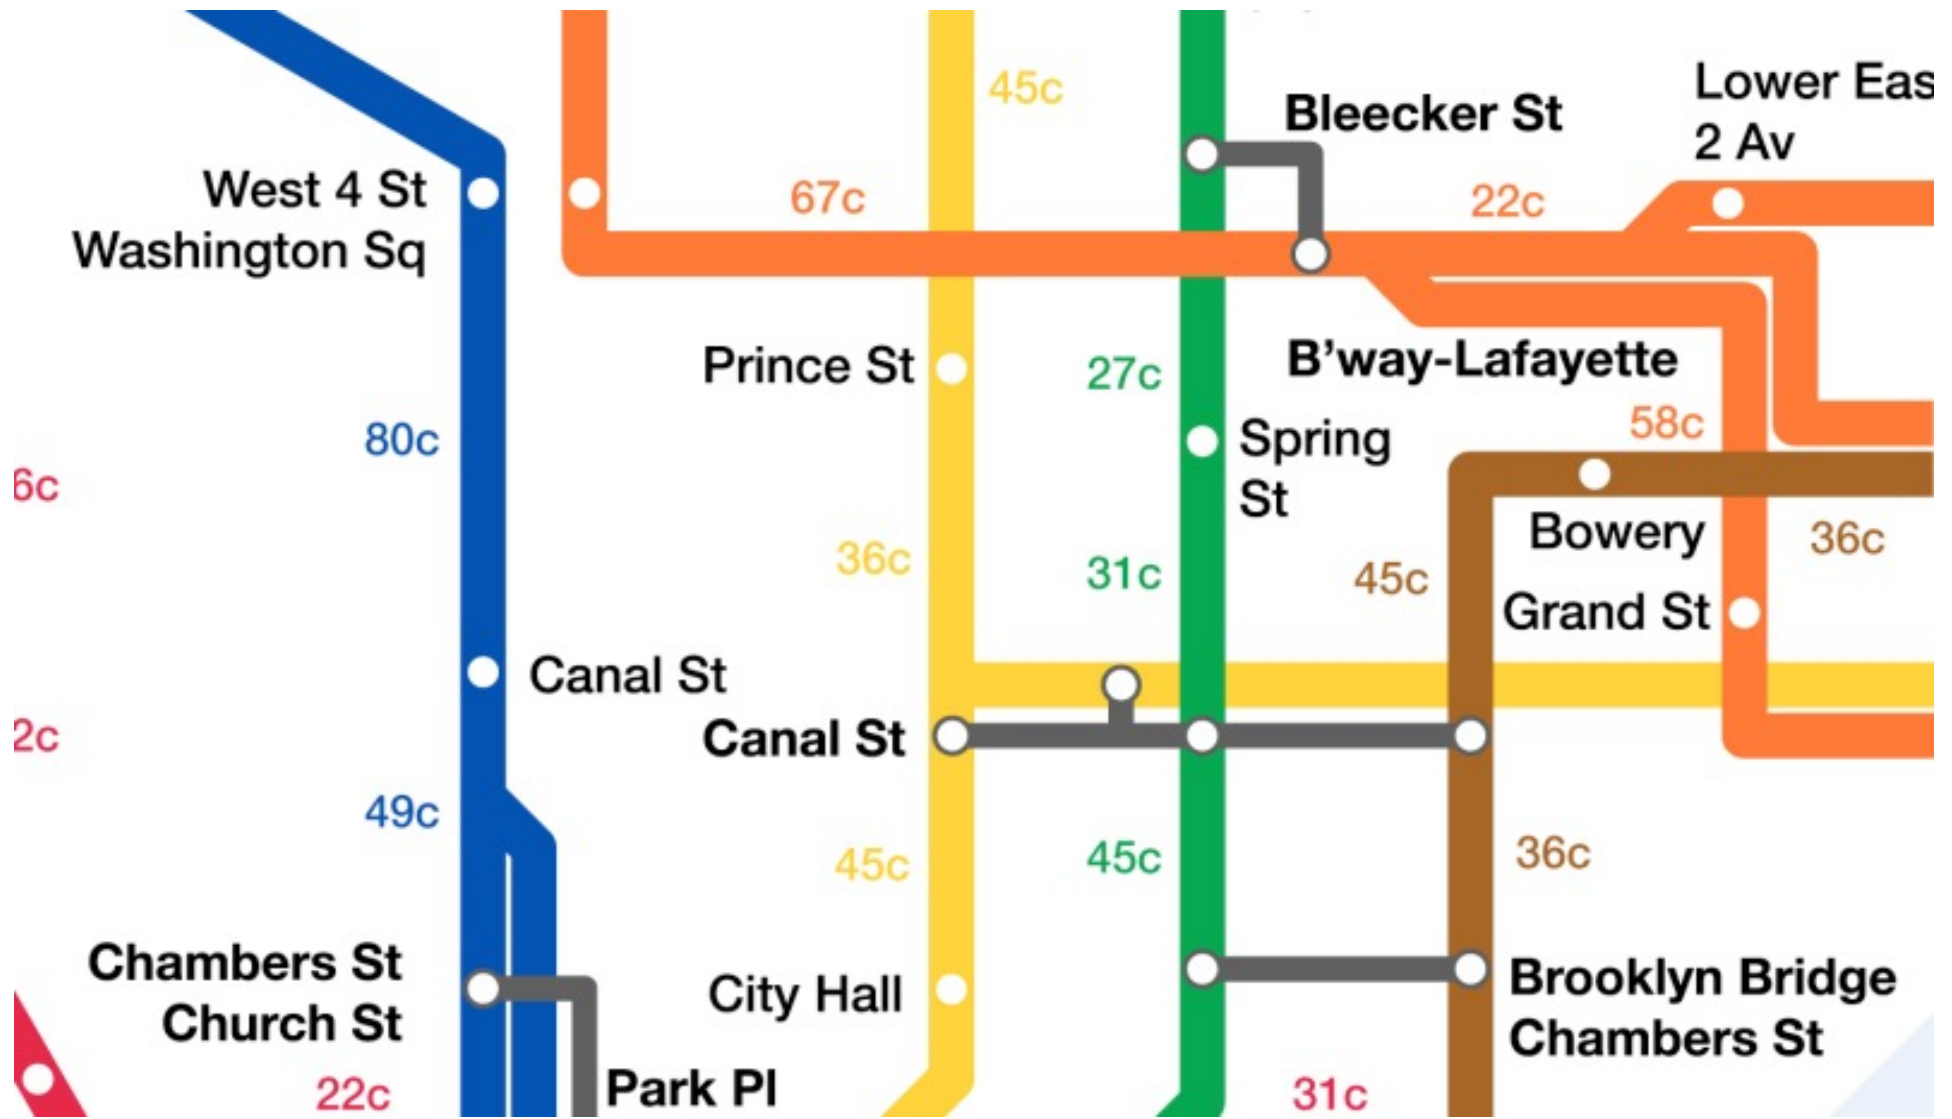 45c
Bleecker St
Lower Eas
2 Av
West 4 St
Washington Sq
67c
22c
Prince St
27c
B’way-Lafayette
58c
80c
Spring
St
6c
36c
31c
45c
Bowery
36c
Grand St
Canal St
Canal St
2c
49c
45c
45c
36c
Chambers St
Church St
City Hall
Brooklyn Bridge
Chambers St
22c
Park Pl
31c